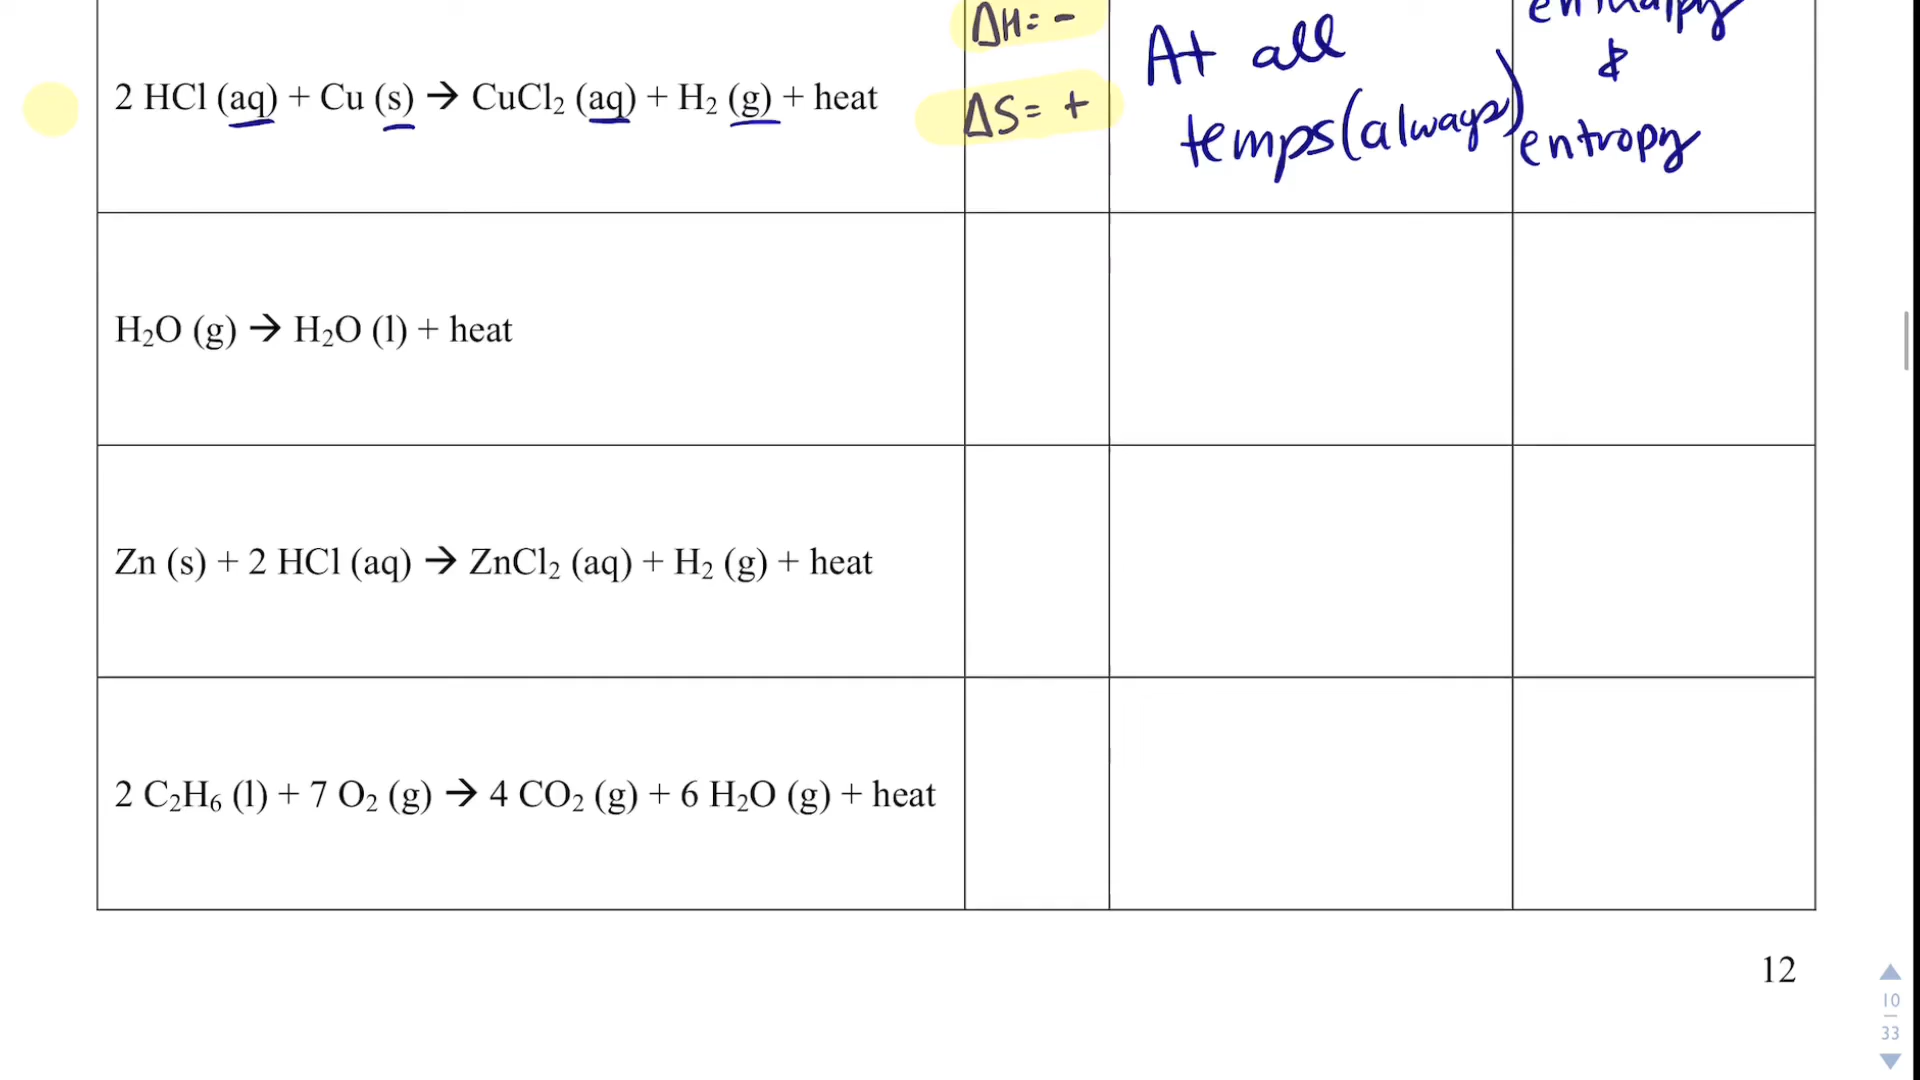 ΔH= -
enthalpy
At all
&
2 HCl (aq) + Cu (s) → CuCl₂ (aq) + H₂ (g) + heat
ΔS= +
temps (always)
entropy
H₂O (g) → H₂O (l) + heat
Zn (s) + 2 HCl (aq) → ZnCl₂ (aq) + H₂ (g) + heat
2 C₂H₆ (l) + 7 O₂ (g) → 4 CO₂ (g) + 6 H₂O (g) + heat
12
10
33